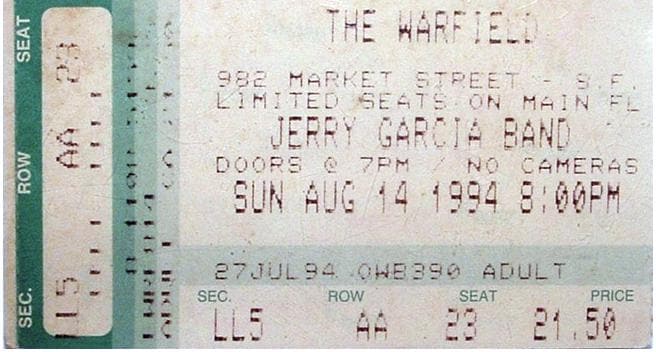 THE WARFIELD
982 MARKET STREET - S.F.
LIMITED SEATS ON MAIN FL
JERRY GARCIA BAND
DOORS @ 7PM / NO CAMERAS
SUN AUG 14 1994 8:00PM
27JUL94 QWB390 ADULT
SEC. ROW SEAT PRICE
LL5 AA 23 21.50
SEC. ROW SEAT
LL5 AA 23